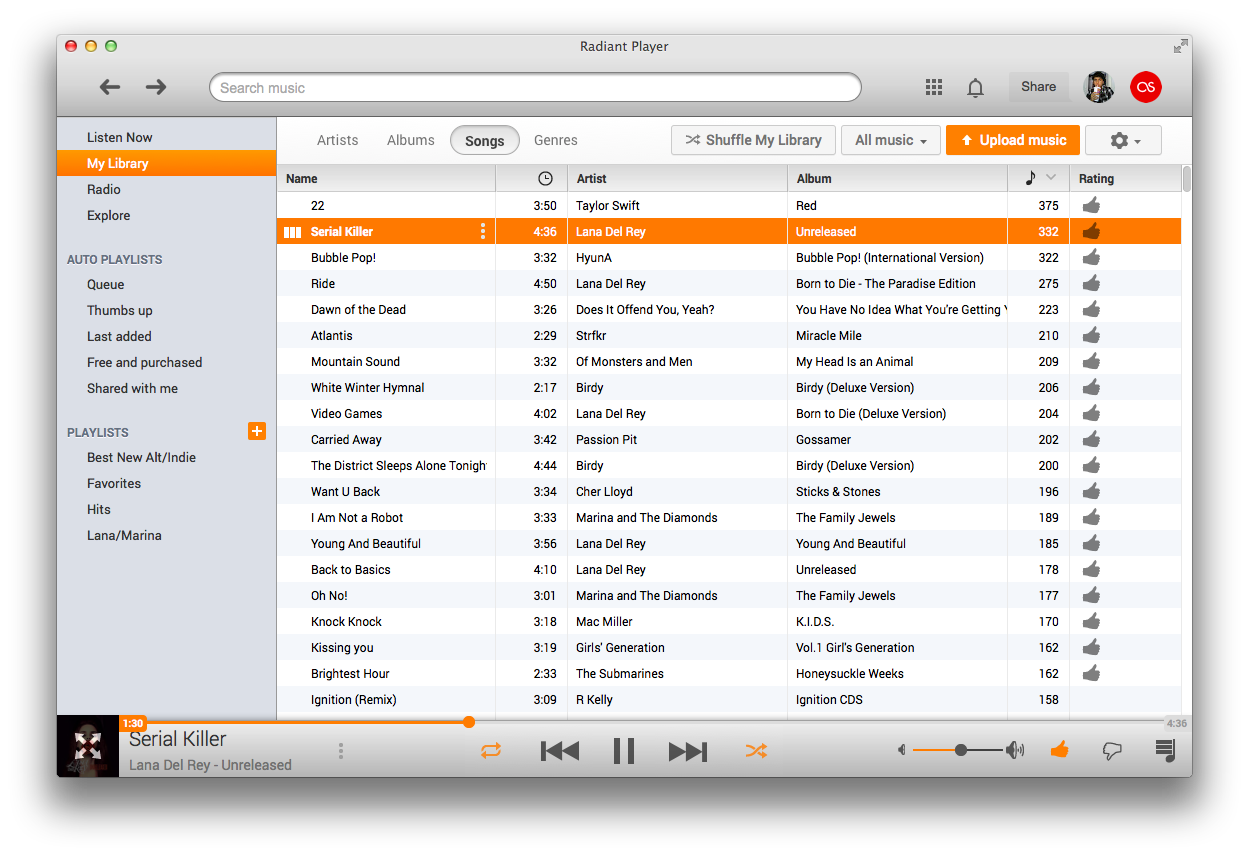 Radiant Player
Search music
Share
Listen Now
My Library
Radio
Explore
AUTO PLAYLISTS
Queue
Thumbs up
Last added
Free and purchased
Shared with me
PLAYLISTS
Best New Alt/Indie
Favorites
Hits
Lana/Marina
Artists Albums Songs Genres Shuffle My Library All music Upload music
Name Artist Album Rating
22 3:50 Taylor Swift Red 375
Serial Killer 4:36 Lana Del Rey Unreleased 332
Bubble Pop! 3:32 HyunA Bubble Pop! (International Version) 322
Ride 4:50 Lana Del Rey Born to Die - The Paradise Edition 275
Dawn of the Dead 3:26 Does It Offend You, Yeah? You Have No Idea What You're Getting 223
Atlantis 2:29 Strfkr Miracle Mile 210
Mountain Sound 3:32 Of Monsters and Men My Head Is an Animal 209
White Winter Hymnal 2:17 Birdy Birdy (Deluxe Version) 206
Video Games 4:02 Lana Del Rey Born to Die (Deluxe Version) 204
Carried Away 3:42 Passion Pit Gossamer 202
The District Sleeps Alone Tonigh 4:44 Birdy Birdy (Deluxe Version) 200
Want U Back 3:34 Cher Lloyd Sticks & Stones 196
I Am Not a Robot 3:33 Marina and The Diamonds The Family Jewels 189
Young And Beautiful 3:56 Lana Del Rey Young And Beautiful 185
Back to Basics 4:10 Lana Del Rey Unreleased 178
Oh No! 3:01 Marina and The Diamonds The Family Jewels 177
Knock Knock 3:18 Mac Miller K.I.D.S. 170
Kissing you 3:19 Girls' Generation Vol.1 Girl's Generation 162
Brightest Hour 2:33 The Submarines Honeysuckle Weeks 162
Ignition (Remix) 3:09 R Kelly Ignition CDS 158
1:30 4:36
Serial Killer
Lana Del Rey - Unreleased